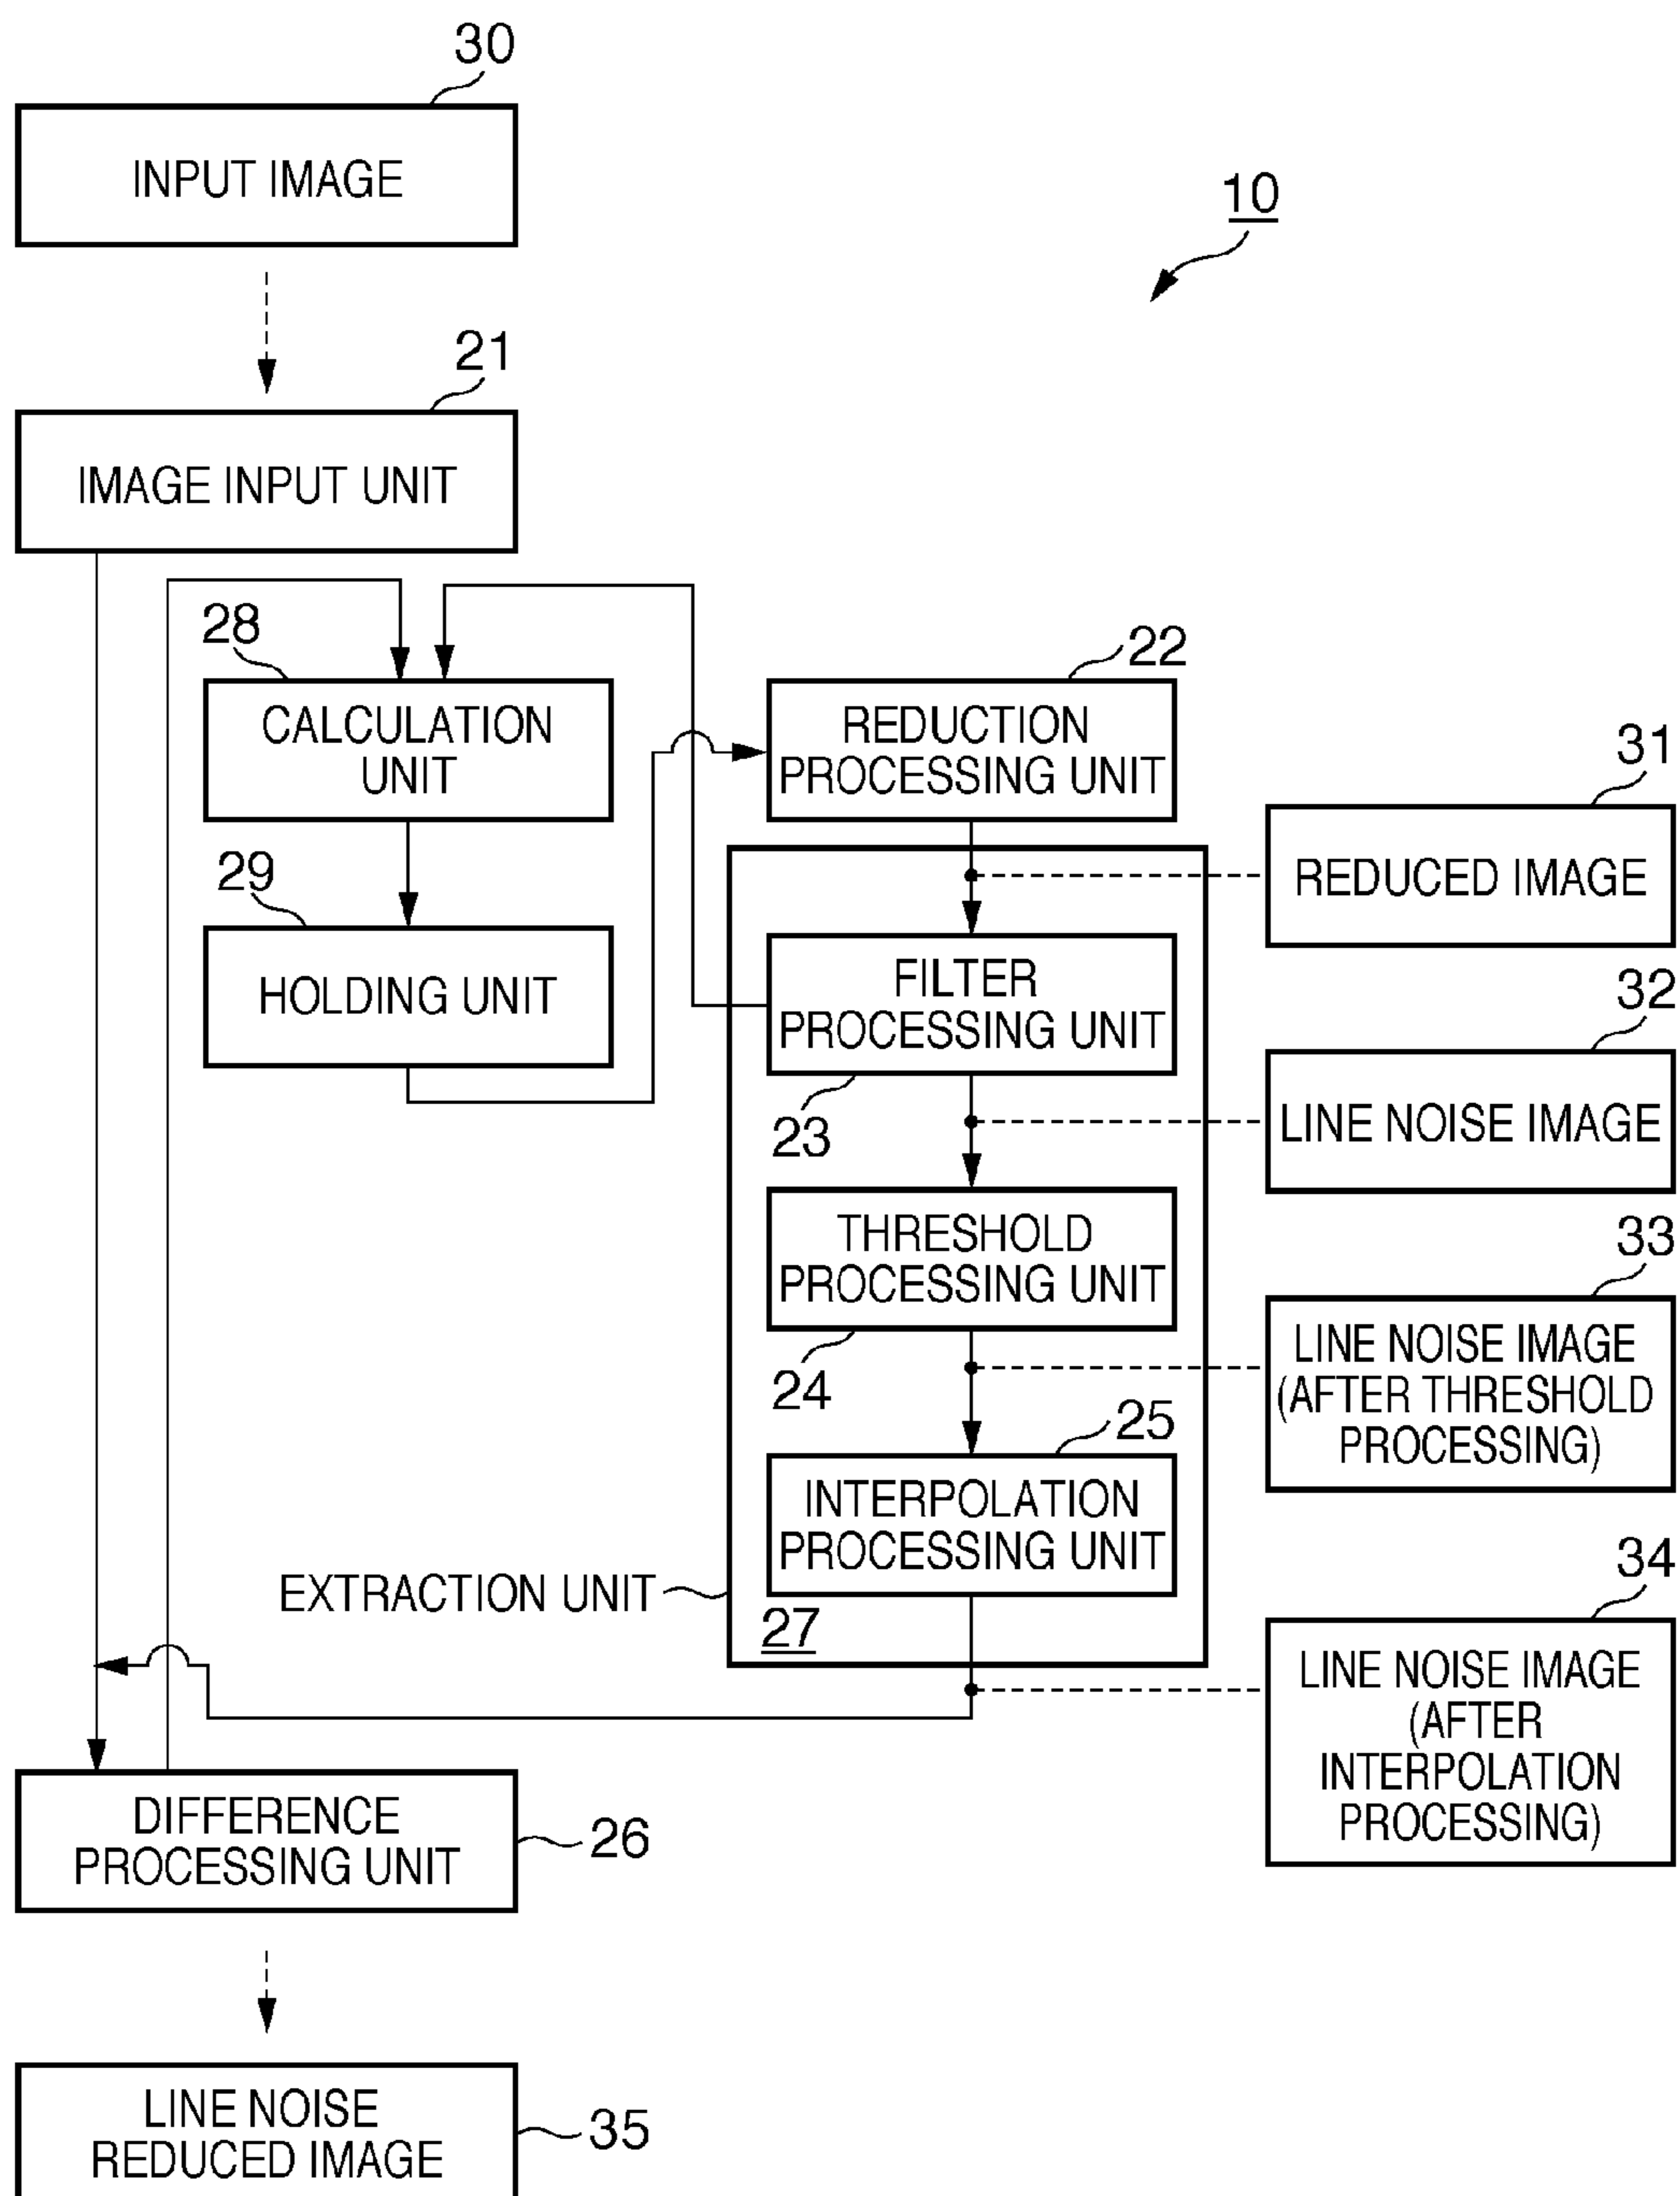 30
INPUT IMAGE
10
21
IMAGE INPUT UNIT
28
CALCULATION
UNIT
22
REDUCTION
PROCESSING UNIT
31
REDUCED IMAGE
29
HOLDING UNIT
FILTER
PROCESSING UNIT
23
32
LINE NOISE IMAGE
THRESHOLD
PROCESSING UNIT
24
33
LINE NOISE IMAGE
(AFTER THRESHOLD
PROCESSING)
25
INTERPOLATION
PROCESSING UNIT
EXTRACTION UNIT
27
34
LINE NOISE IMAGE
(AFTER
INTERPOLATION
PROCESSING)
DIFFERENCE
PROCESSING UNIT
26
LINE NOISE
REDUCED IMAGE
35